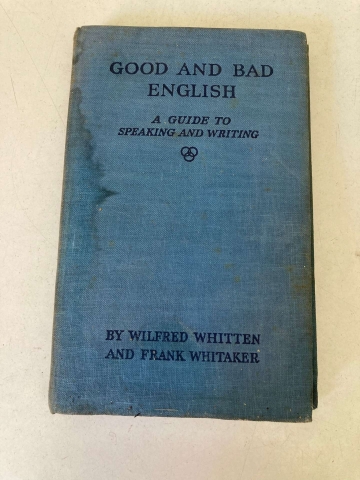 GOOD AND BAD
ENGLISH
A GUIDE TO
SPEAKING AND WRITING
BY WILFRED WHITTEN
AND FRANK WHITAKER